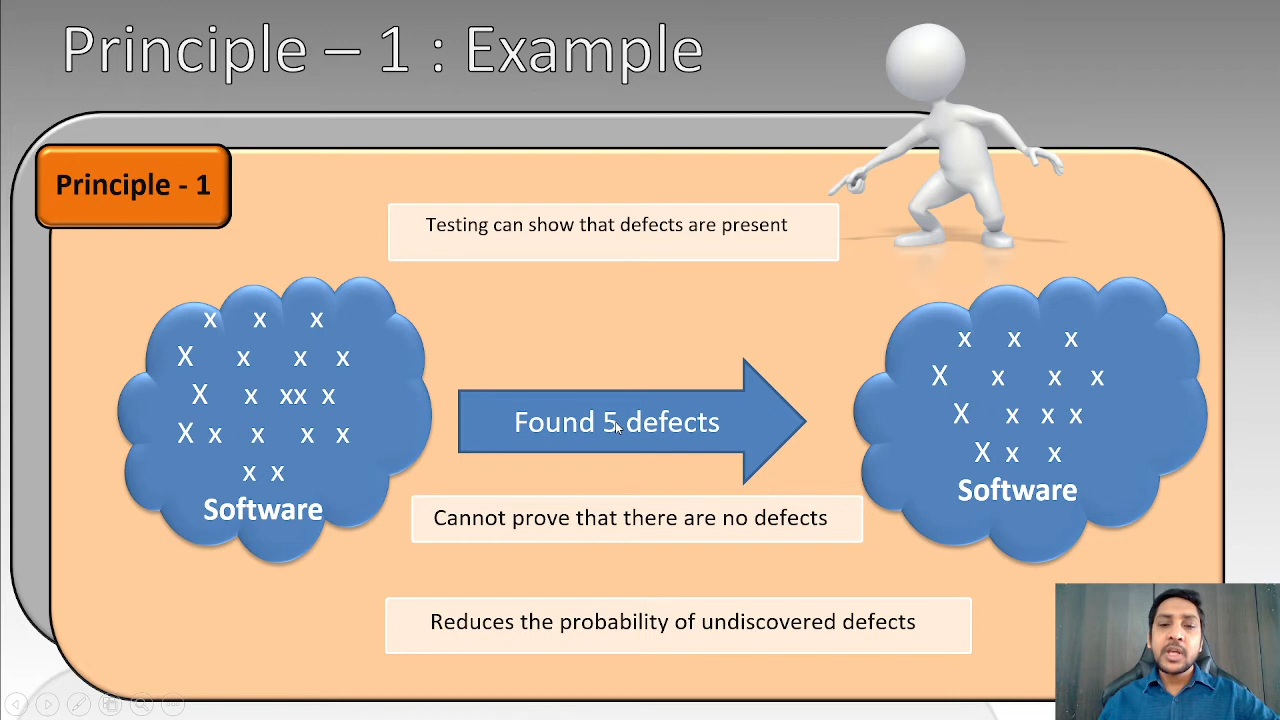 Principle – 1 : Example
Principle - 1
Testing can show that defects are present
x x x
X x x x
X x xx x
X x x x x
x x
Software
Found 5 defects
x x x
X x x x
X x x x
X x x
Software
Cannot prove that there are no defects
Reduces the probability of undiscovered defects